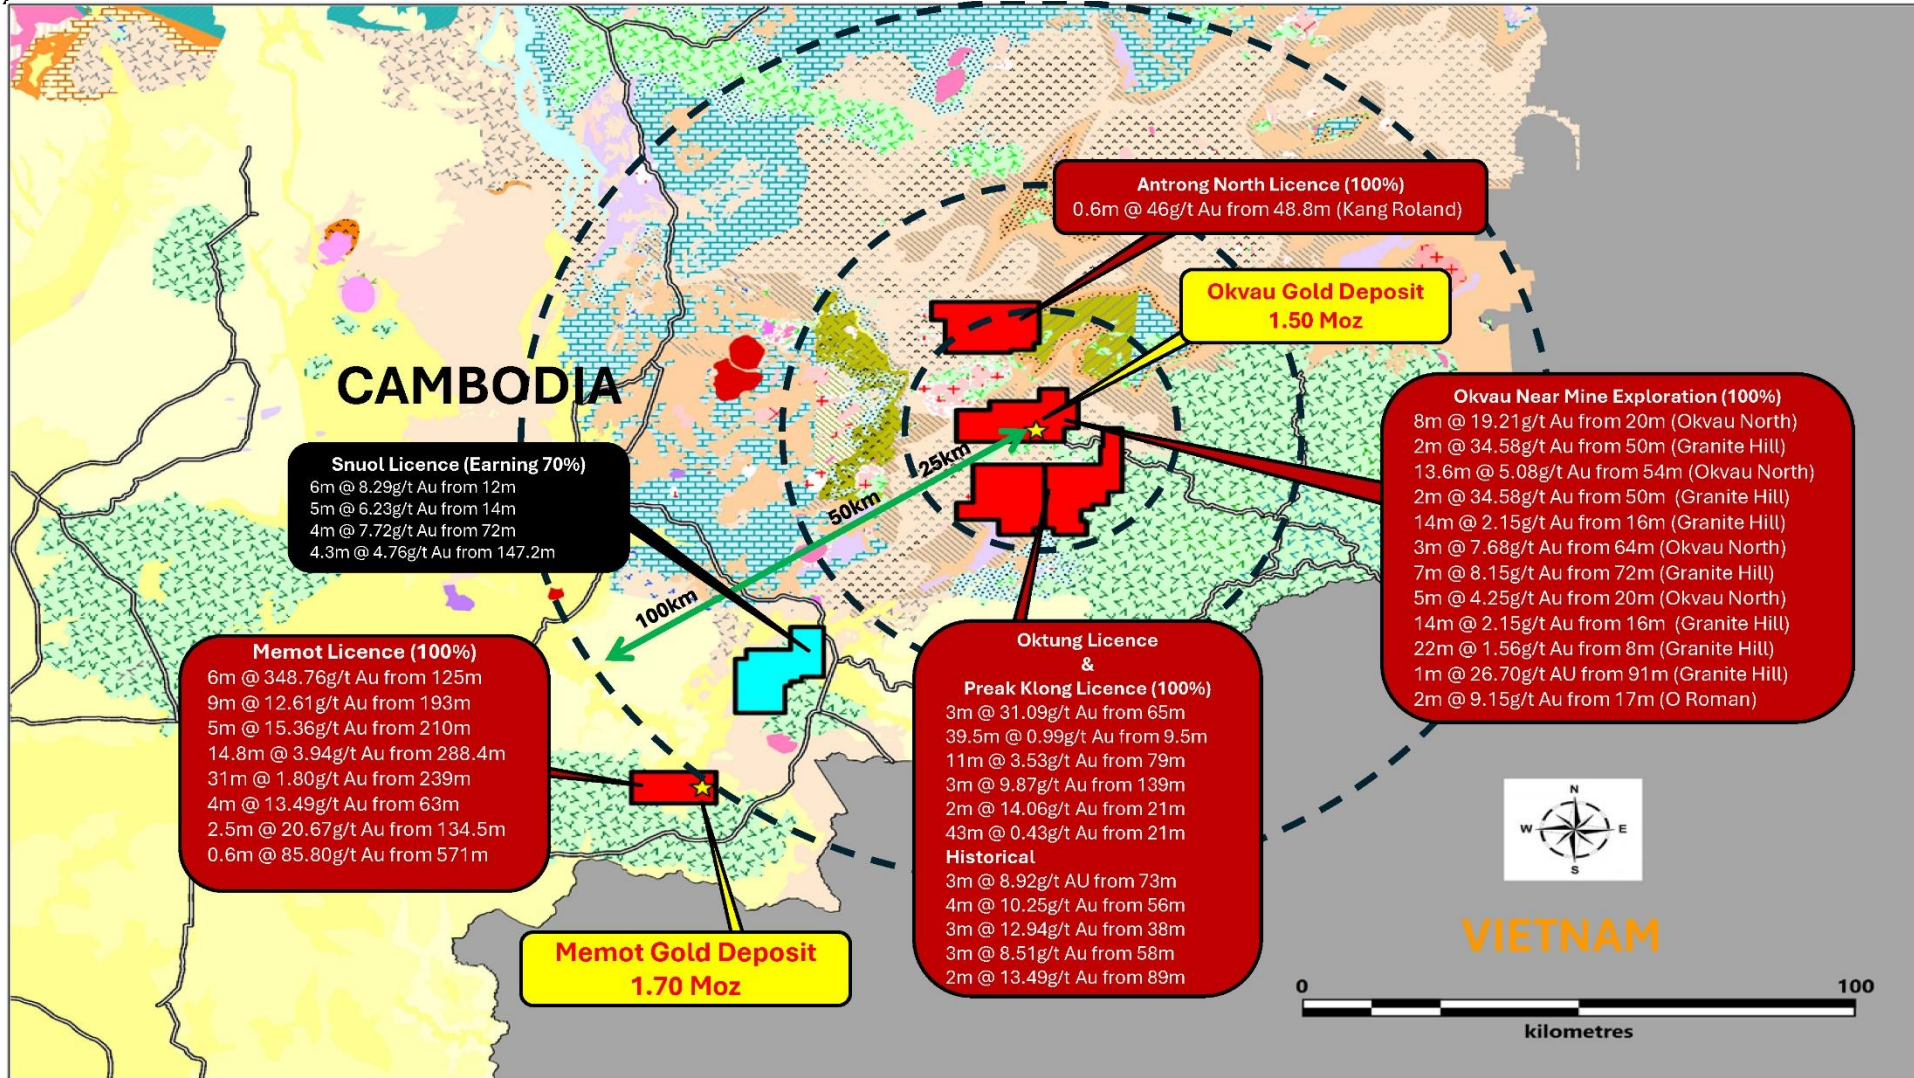 Antrong North Licence (100%)
0.6m @ 46g/t Au from 48.8m (Kang Roland)
Okvau Gold Deposit
1.50 Moz
CAMBODIA
Okvau Near Mine Exploration (100%)
8m @ 19.21g/t Au from 20m (Okvau North)
2m @ 34.58g/t Au from 50m (Granite Hill)
13.6m @ 5.08g/t Au from 54m (Okvau North)
2m @ 34.58g/t Au from 50m (Granite Hill)
14m @ 2.15g/t Au from 16m (Granite Hill)
3m @ 7.68g/t Au from 64m (Okvau North)
7m @ 8.15g/t Au from 72m (Granite Hill)
5m @ 4.25g/t Au from 20m (Okvau North)
14m @ 2.15g/t Au from 16m (Granite Hill)
22m @ 1.56g/t Au from 8m (Granite Hill)
1m @ 26.70g/t AU from 91m (Granite Hill)
2m @ 9.15g/t Au from 17m (O Roman)
25km
50km
100km
Snuol Licence (Earning 70%)
6m @ 8.29g/t Au from 12m
5m @ 6.23g/t Au from 14m
4m @ 7.72g/t Au from 72m
4.3m @ 4.76g/t Au from 147.2m
Memot Licence (100%)
6m @ 348.76g/t Au from 125m
9m @ 12.61g/t Au from 193m
5m @ 15.36g/t Au from 210m
14.8m @ 3.94g/t Au from 288.4m
31m @ 1.80g/t Au from 239m
4m @ 13.49g/t Au from 63m
2.5m @ 20.67g/t Au from 134.5m
0.6m @ 85.80g/t Au from 571m
Oktung Licence
&
Preak Klong Licence (100%)
3m @ 31.09g/t Au from 65m
39.5m @ 0.99g/t Au from 9.5m
11m @ 3.53g/t Au from 79m
3m @ 9.87g/t Au from 139m
2m @ 14.06g/t Au from 21m
43m @ 0.43g/t Au from 21m
Historical
3m @ 8.92g/t AU from 73m
4m @ 10.25g/t Au from 56m
3m @ 12.94g/t Au from 38m
3m @ 8.51g/t Au from 58m
2m @ 13.49g/t Au from 89m
Memot Gold Deposit
1.70 Moz
N
W E
S
VIETNAM
0 100
kilometres